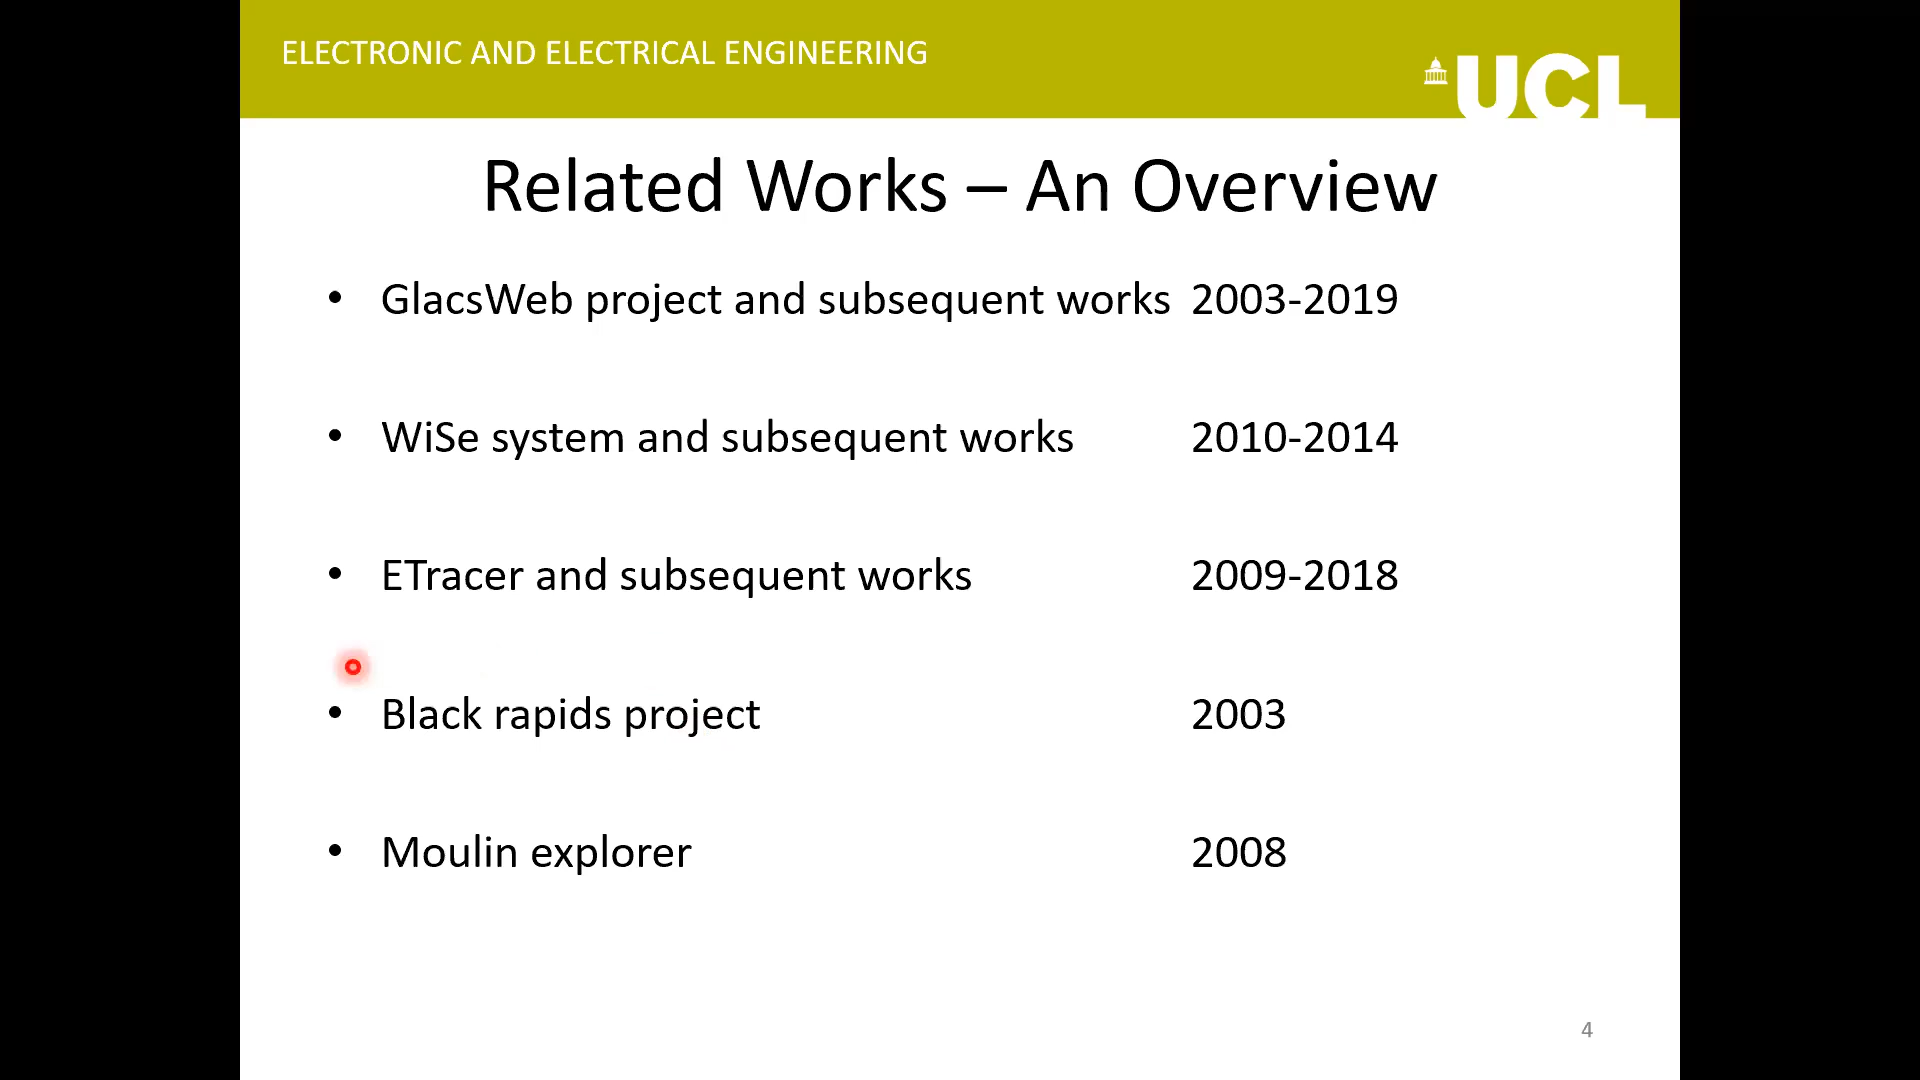 ELECTRONIC AND ELECTRICAL ENGINEERING
UCL
Related Works – An Overview
• GlacsWeb project and subsequent works 2003-2019
• WiSe system and subsequent works 2010-2014
• ETracer and subsequent works 2009-2018
• Black rapids project 2003
• Moulin explorer 2008
4